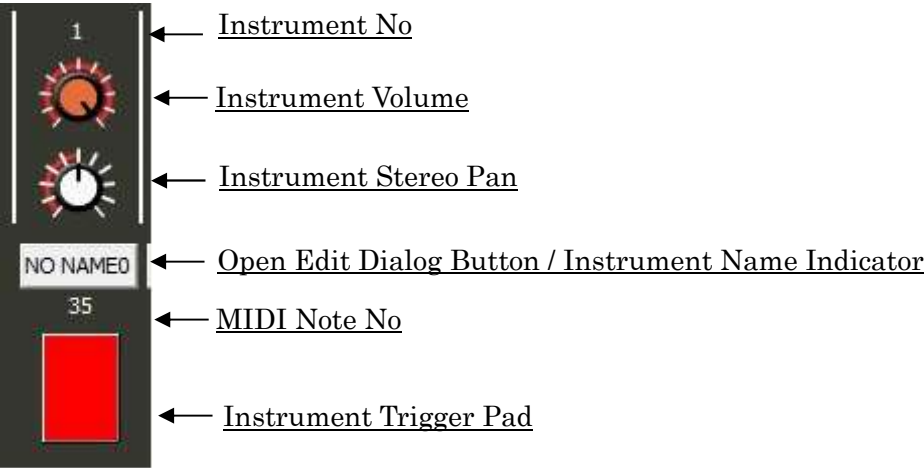 1
Instrument No
Instrument Volume
Instrument Stereo Pan
NO NAME0
Open Edit Dialog Button / Instrument Name Indicator
35
MIDI Note No
Instrument Trigger Pad